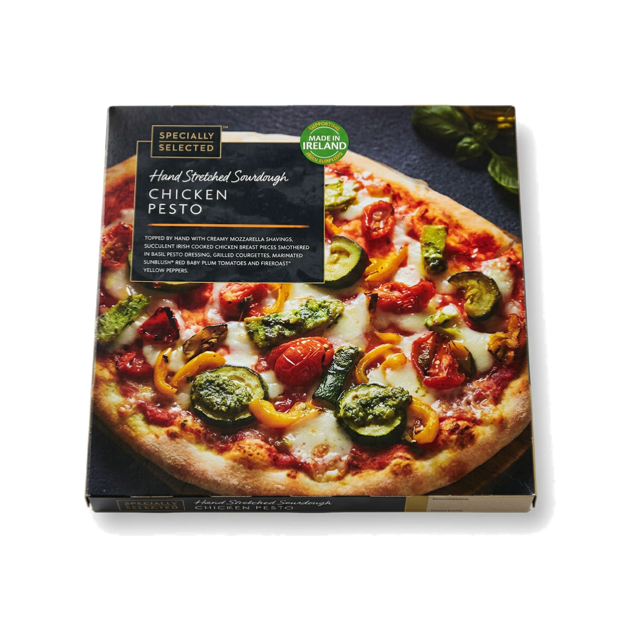 SPECIALLY
SELECTED
SUPPORTING
MADE IN
IRELAND
Hand Stretched Sourdough
CHICKEN
PESTO
TOPPED BY HAND WITH CREAMY MOZZARELLA SHAVINGS,
SUCCULENT IRISH COOKED CHICKEN BREAST PIECES SMOTHERED
IN BASIL PESTO DRESSING, GRILLED COURGETTES, MARINATED
SUNBLUSH® RED BABY PLUM TOMATOES AND FIREROAST®
YELLOW PEPPERS.
SPECIALLY
SELECTED
Hand Stretched Sourdough
CHICKEN PESTO